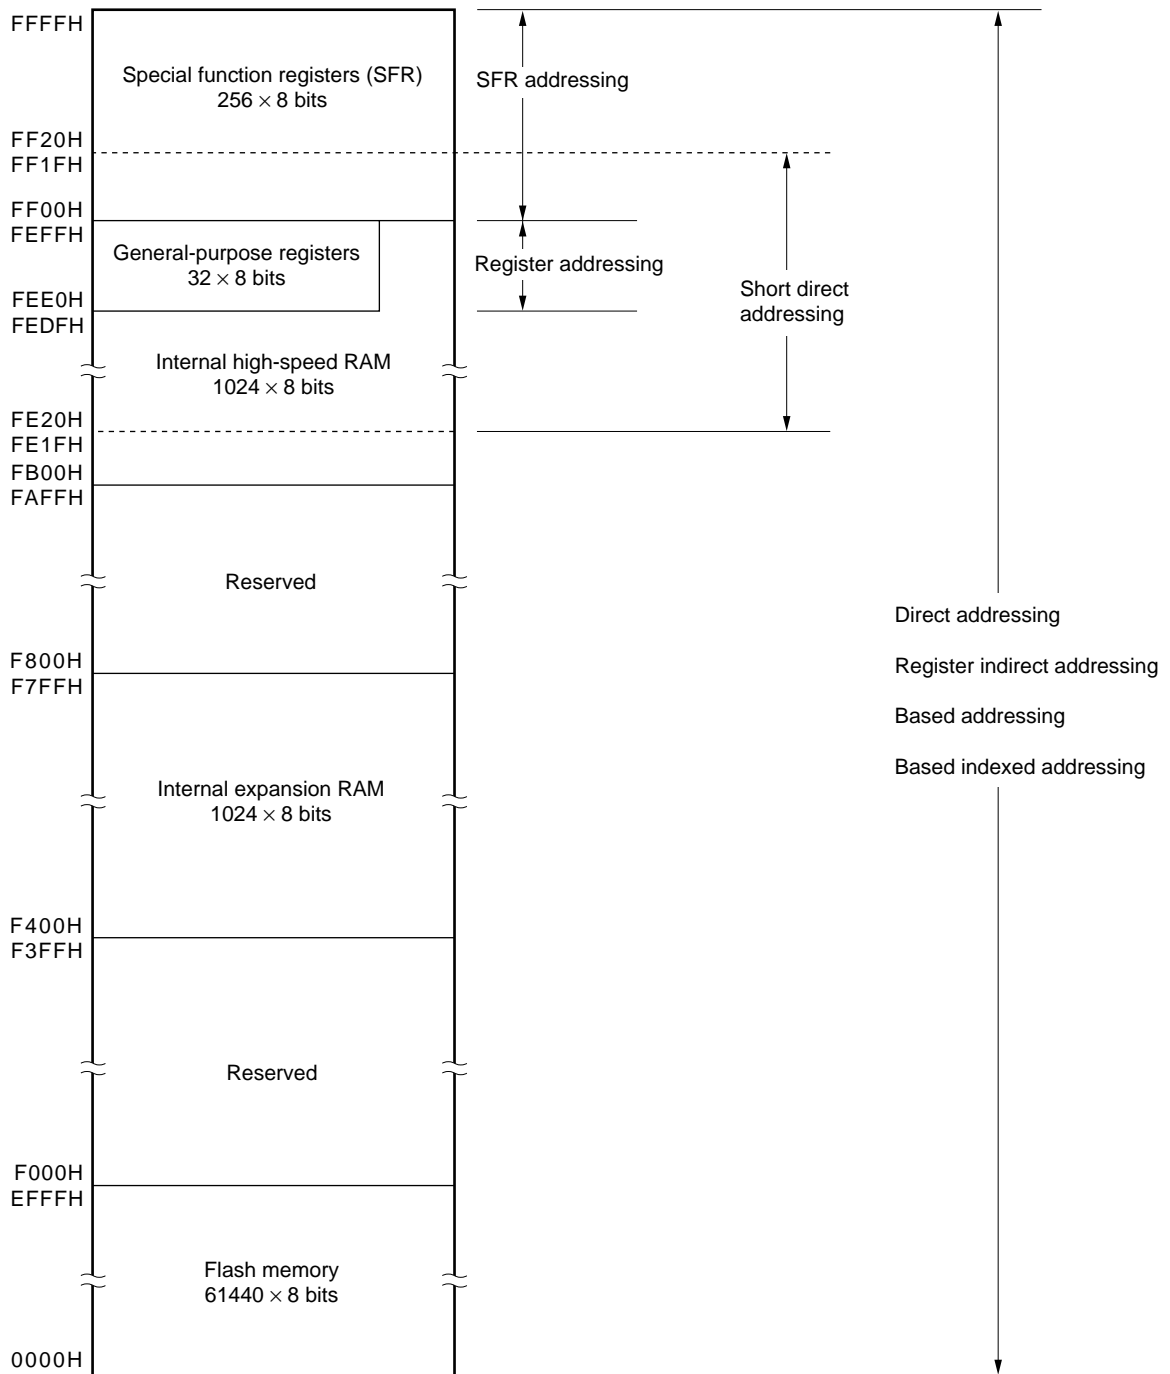 FFFFH
Special function registers (SFR)
256 × 8 bits
SFR addressing
FF20H
FF1FH
FF00H
FEFFH
General-purpose registers
32 × 8 bits
Register addressing
Short direct
addressing
FEE0H
FEDFH
Internal high-speed RAM
1024 × 8 bits
FE20H
FE1FH
FB00H
FAFFH
Reserved
Direct addressing
Register indirect addressing
Based addressing
Based indexed addressing
F800H
F7FFH
Internal expansion RAM
1024 × 8 bits
F400H
F3FFH
Reserved
F000H
EFFFH
Flash memory
61440 × 8 bits
0000H